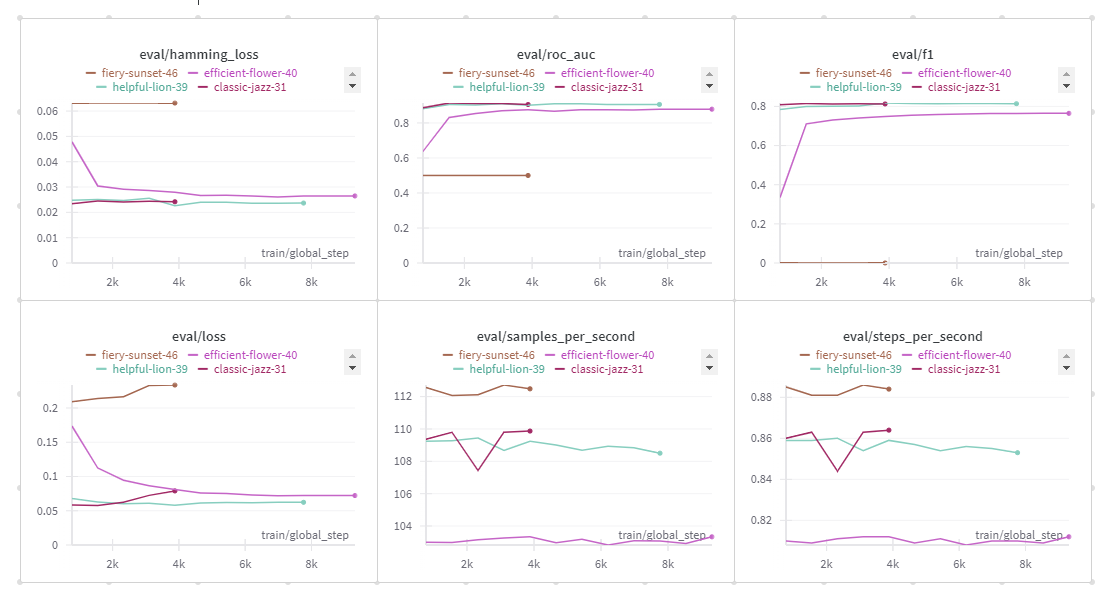 eval/hamming_loss
fiery-sunset-46 efficient-flower-40
helpful-lion-39 classic-jazz-31
0.06
0.05
0.04
0.03
0.02
0.01
0
train/global_step
2k 4k 6k 8k
eval/roc_auc
fiery-sunset-46 efficient-flower-40
helpful-lion-39 classic-jazz-31
0.8
0.6
0.4
0.2
0
train/global_step
2k 4k 6k 8k
eval/f1
fiery-sunset-46 efficient-flower-40
helpful-lion-39 classic-jazz-31
0.8
0.6
0.4
0.2
0
train/global_step
2k 4k 6k 8k
eval/loss
fiery-sunset-46 efficient-flower-40
helpful-lion-39 classic-jazz-31
0.2
0.15
0.1
0.05
0
train/global_step
2k 4k 6k 8k
eval/samples_per_second
fiery-sunset-46 efficient-flower-40
helpful-lion-39 classic-jazz-31
112
110
108
106
104
train/global_step
2k 4k 6k 8k
eval/steps_per_second
fiery-sunset-46 efficient-flower-40
helpful-lion-39 classic-jazz-31
0.88
0.86
0.84
0.82
train/global_step
2k 4k 6k 8k